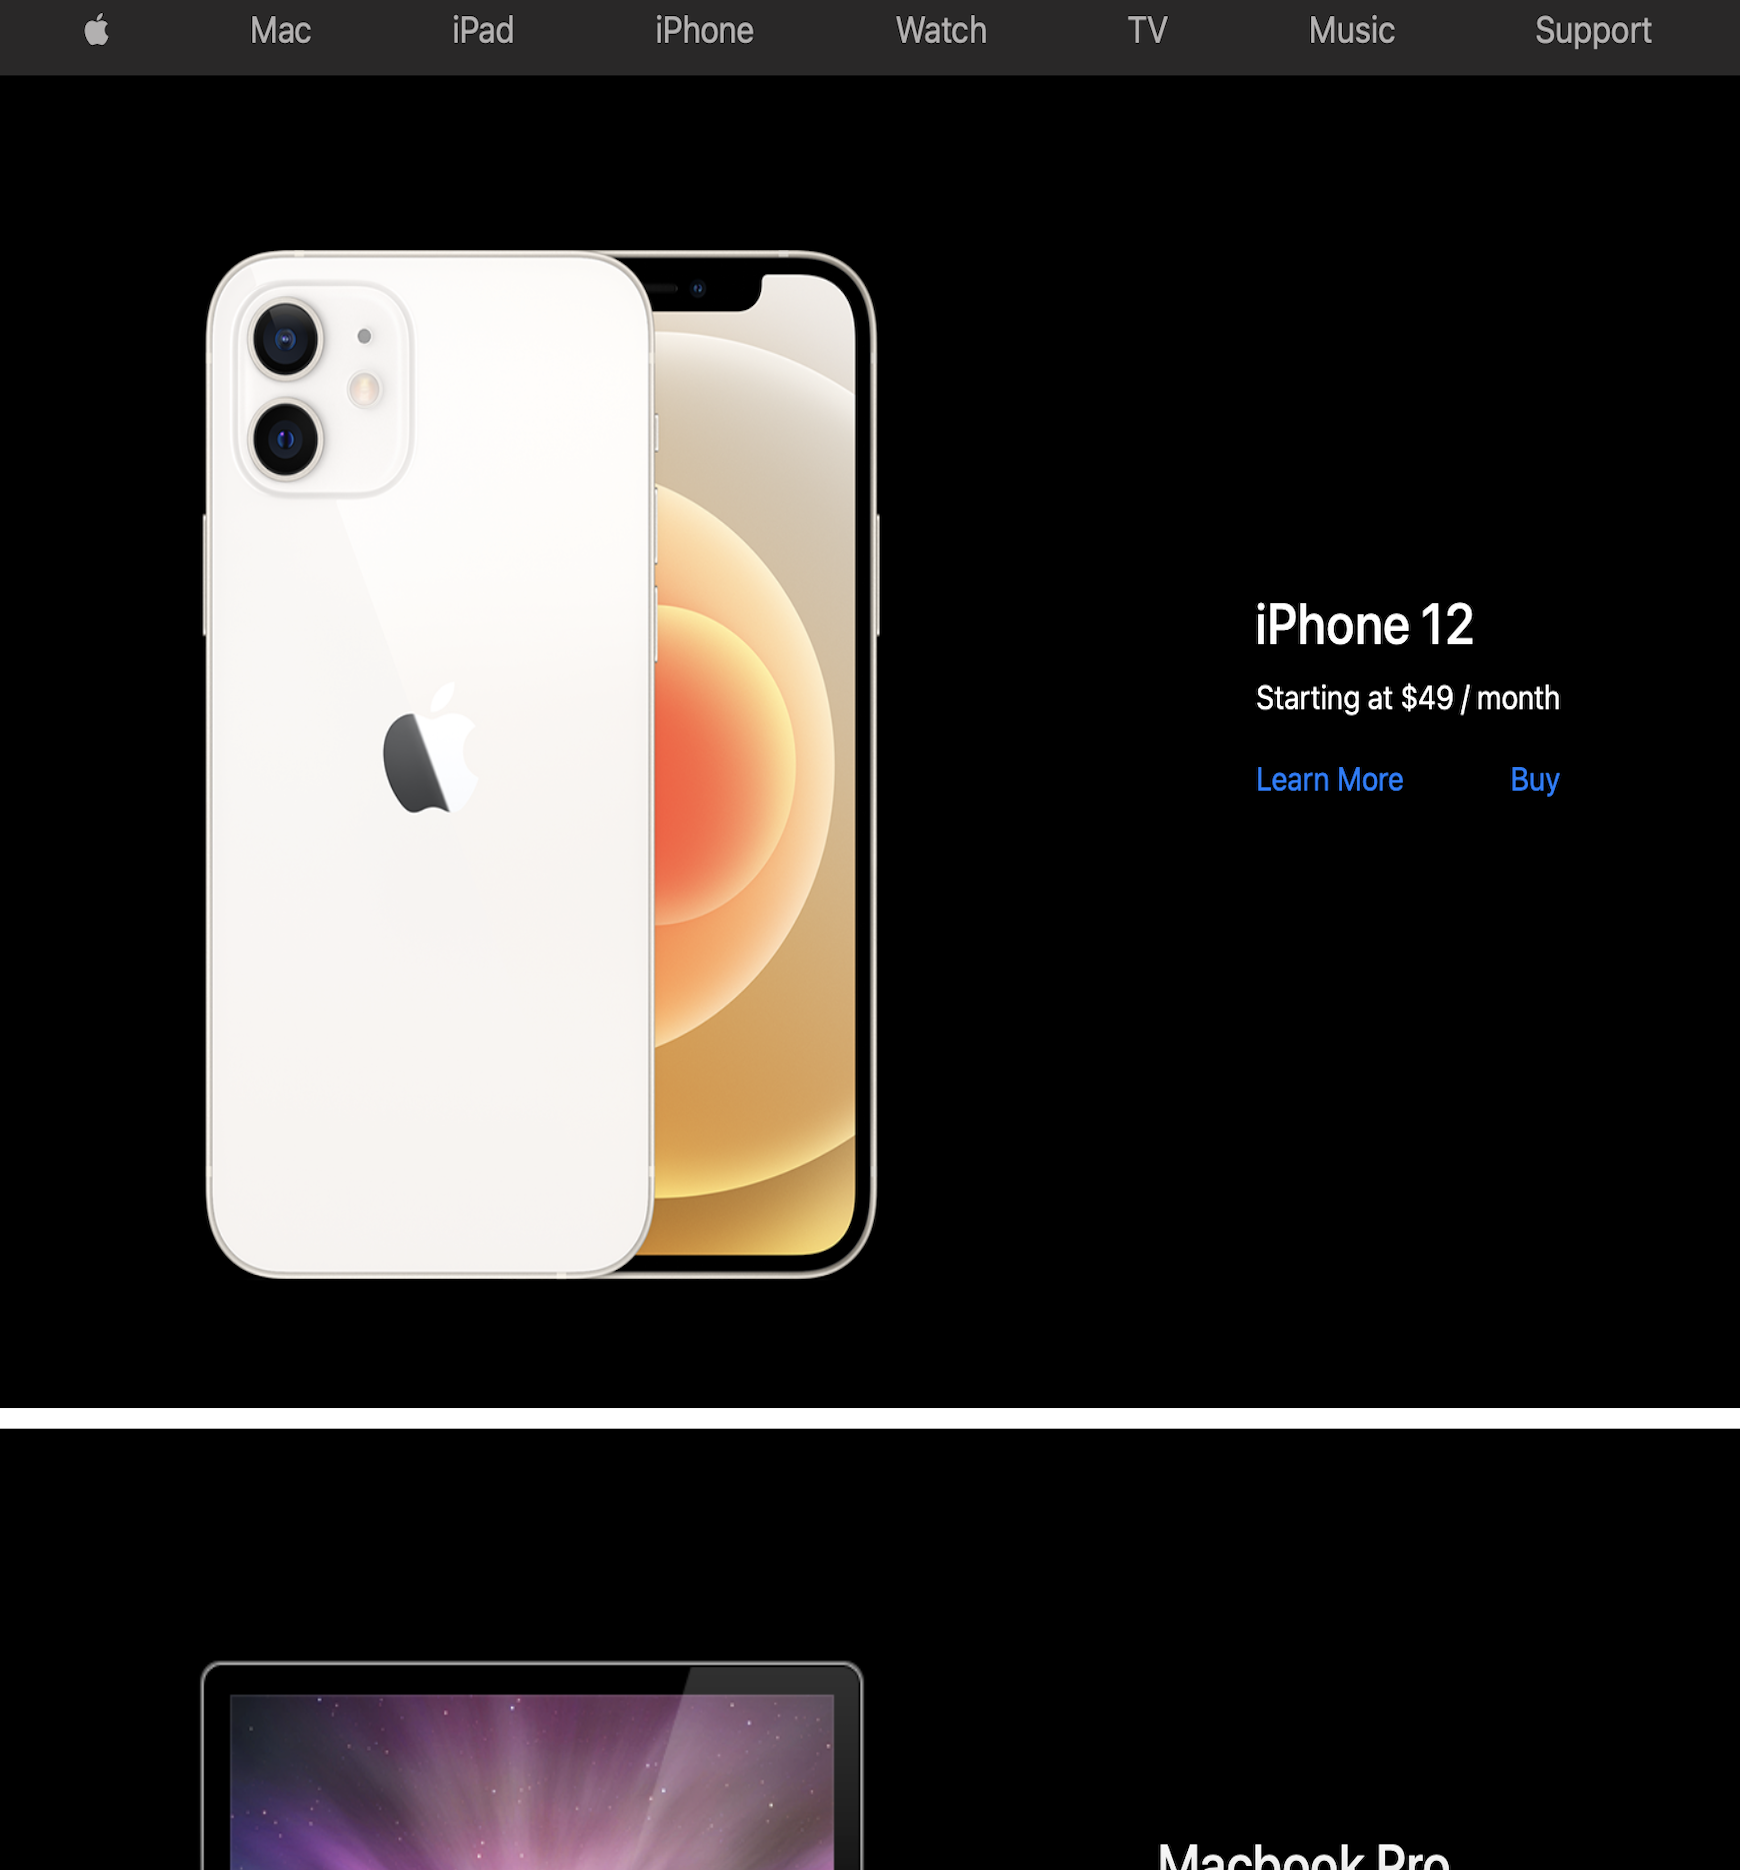 Mac iPad iPhone Watch TV Music Support
iPhone 12
Starting at $49 / month
Learn More Buy
Macbook Pro